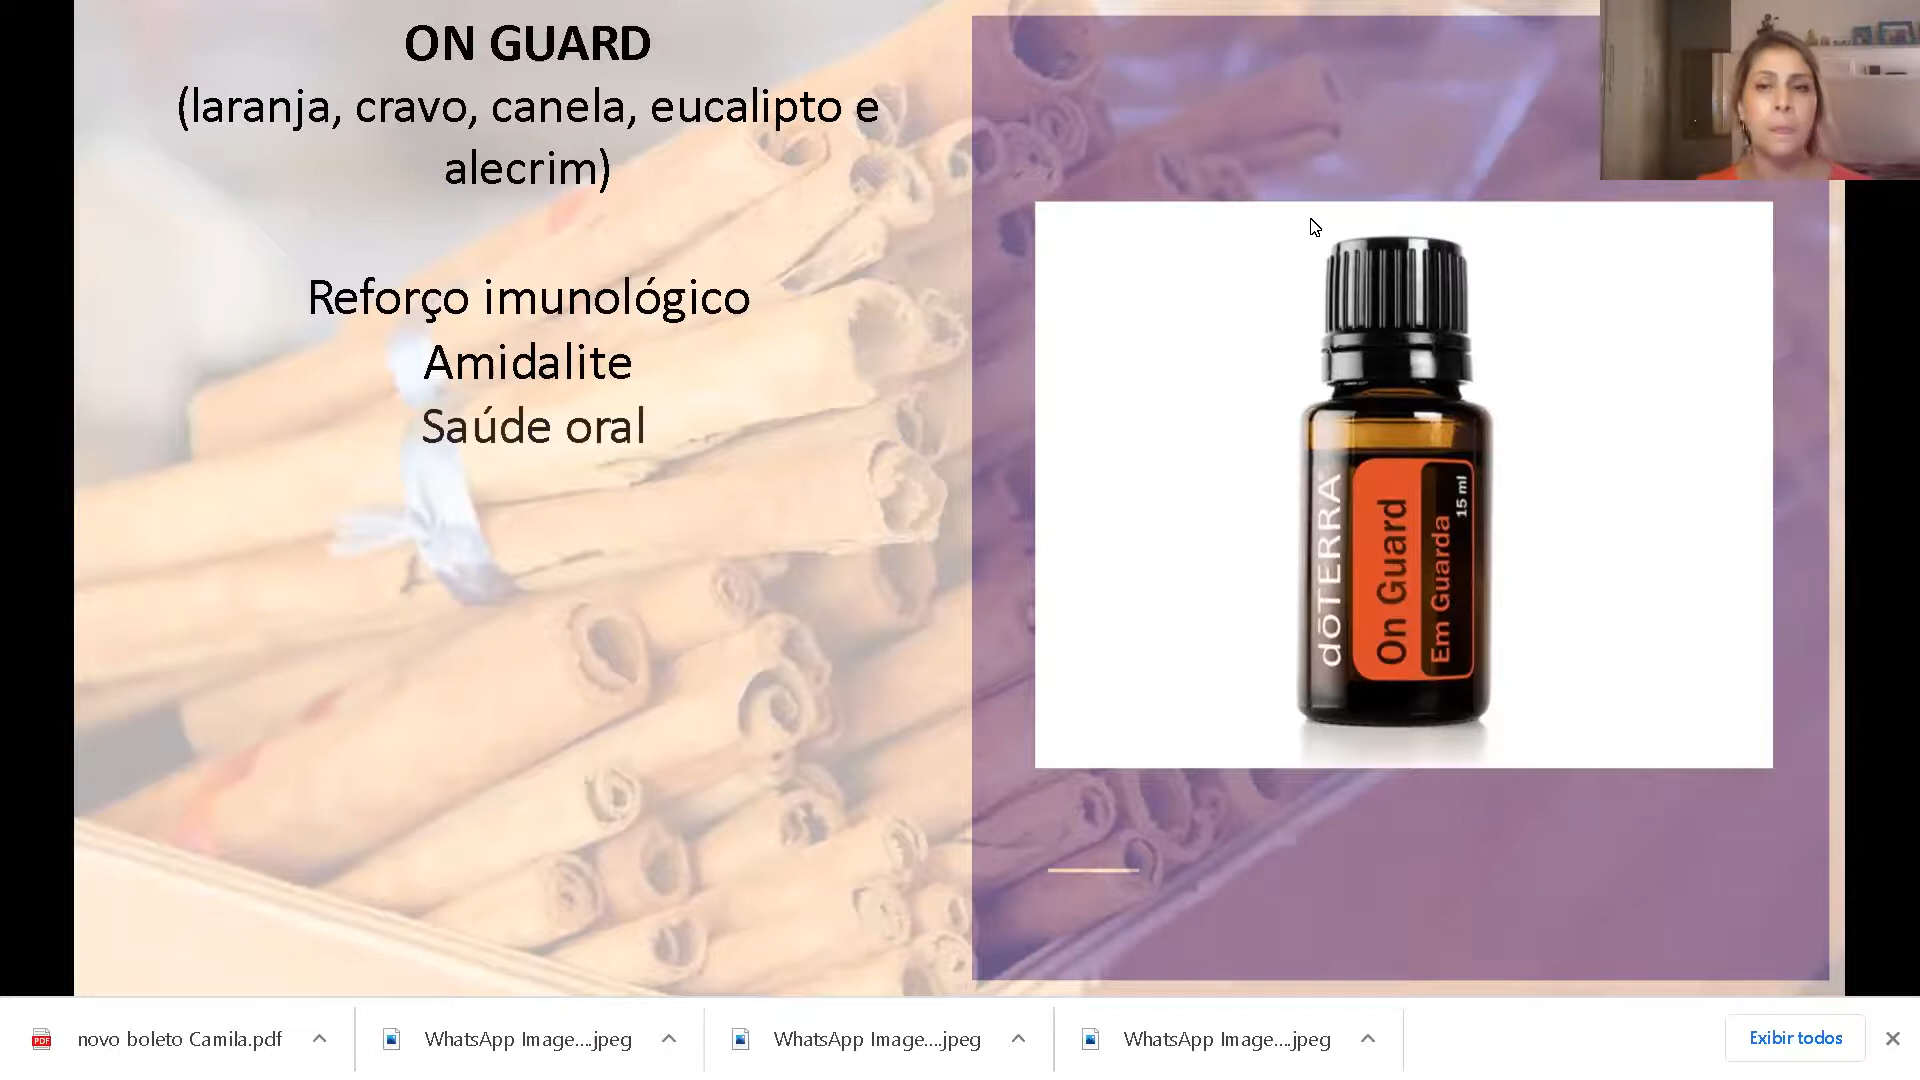 ON GUARD
(laranja, cravo, canela, eucalipto e
alecrim)
Reforço imunológico
Amidalite
Saúde oral
dōTERRA
On Guard
Em Guarda
15 ml
novo boleto Camila.pdf
WhatsApp Image....jpeg
WhatsApp Image....jpeg
WhatsApp Image....jpeg
Exibir todos
PDF